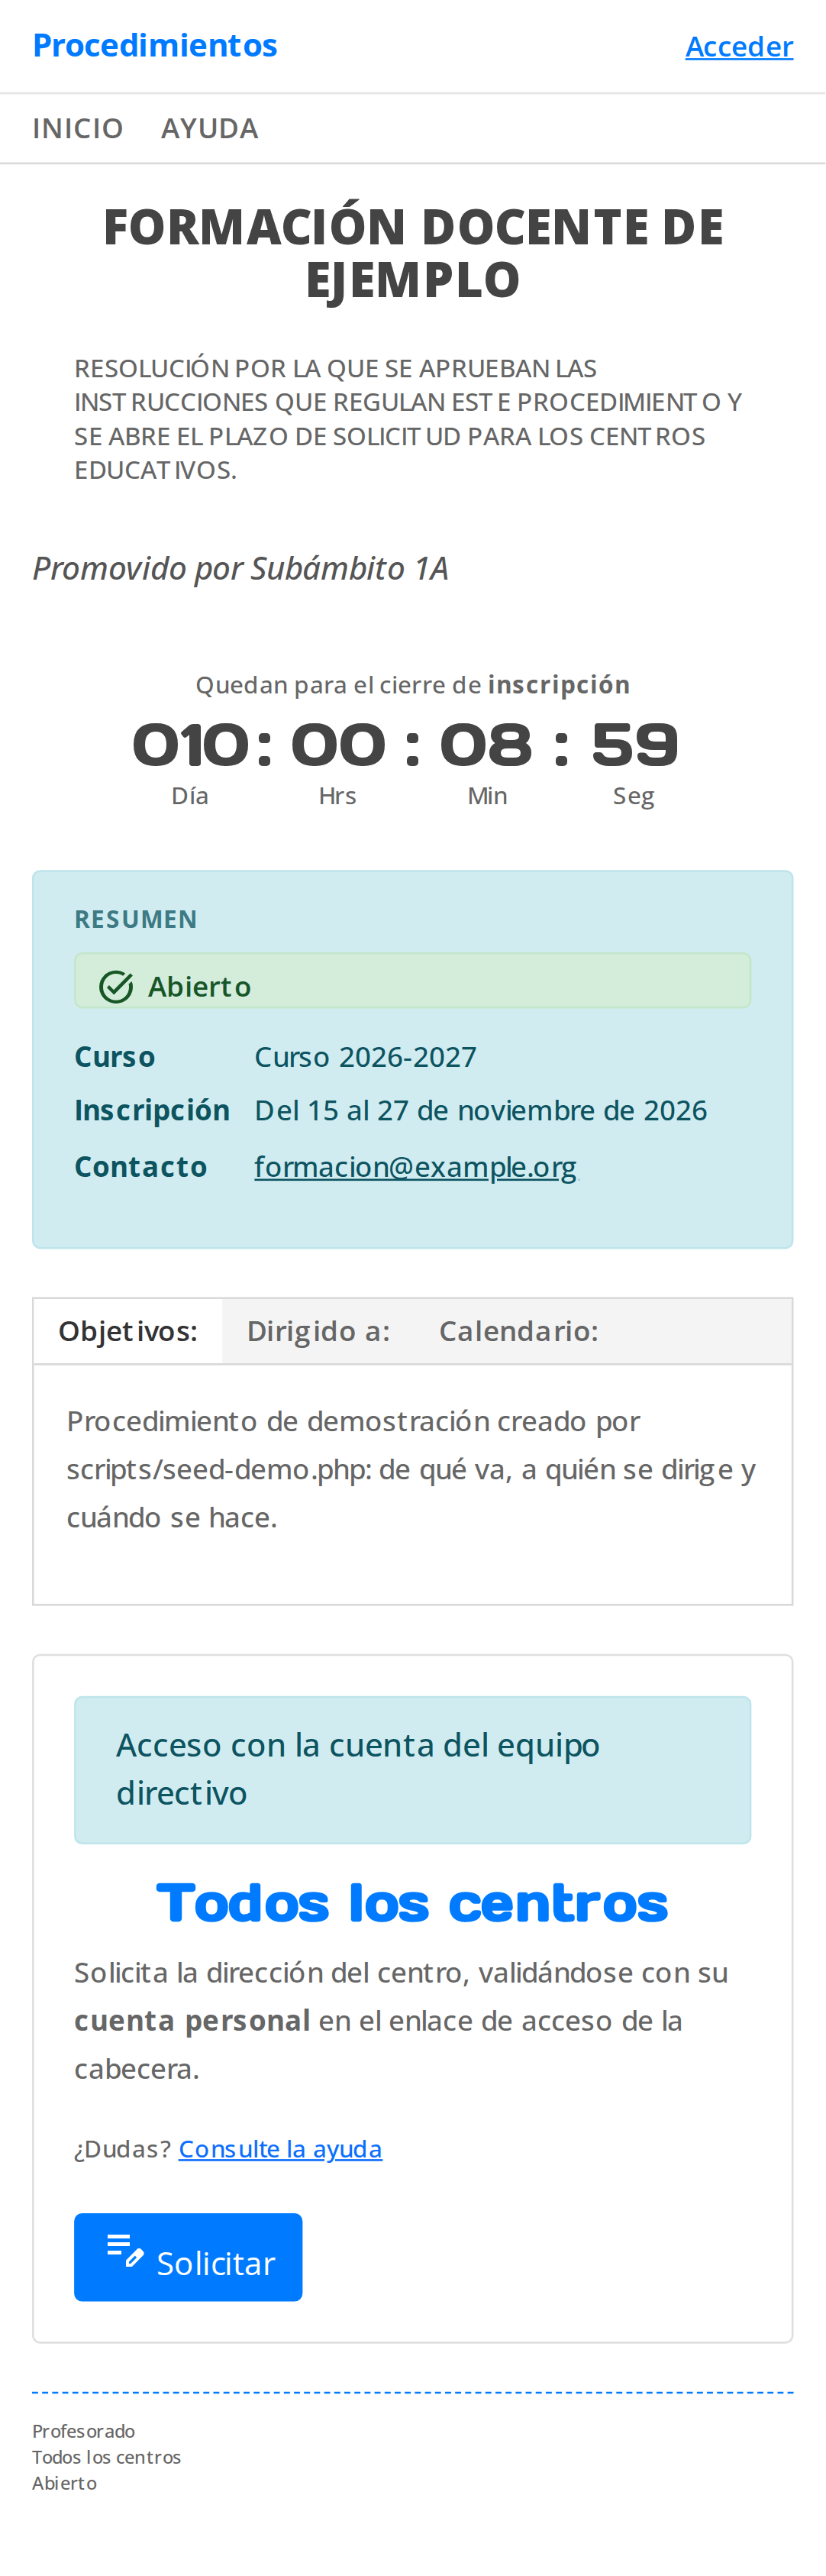 Procedimientos
Acceder
INICIO AYUDA
FORMACIÓN DOCENTE DE
EJEMPLO
RESOLUCIÓN POR LA QUE SE APRUEBAN LAS
INSTRUCCIONES QUE REGULAN ESTE PROCEDIMIENTO Y
SE ABRE EL PLAZO DE SOLICITUD PARA LOS CENTROS
EDUCATIVOS.
Promovido por Subámbito 1A
Quedan para el cierre de inscripción
010 : 00 : 08 : 59
Día Hrs Min Seg
RESUMEN
Abierto
Curso Curso 2026-2027
Inscripción Del 15 al 27 de noviembre de 2026
Contacto formacion@example.org
Objetivos: Dirigido a: Calendario:
Procedimiento de demostración creado por
scripts/seed-demo.php: de qué va, a quién se dirige y
cuándo se hace.
Acceso con la cuenta del equipo
directivo
Todos los centros
Solicita la dirección del centro, validándose con su
cuenta personal en el enlace de acceso de la
cabecera.
¿Dudas? Consulte la ayuda
Solicitar
Profesorado
Todos los centros
Abierto